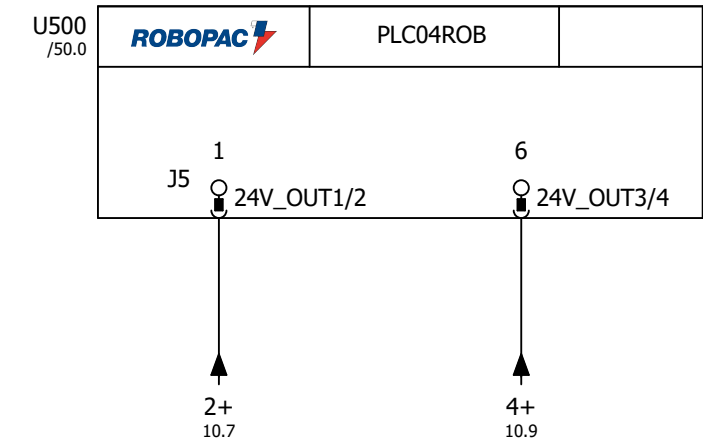 U500
/50.0
ROBOPAC
PLC04ROB
1
6
J5
24V_OUT1/2
24V_OUT3/4
2+
10.7
4+
10.9